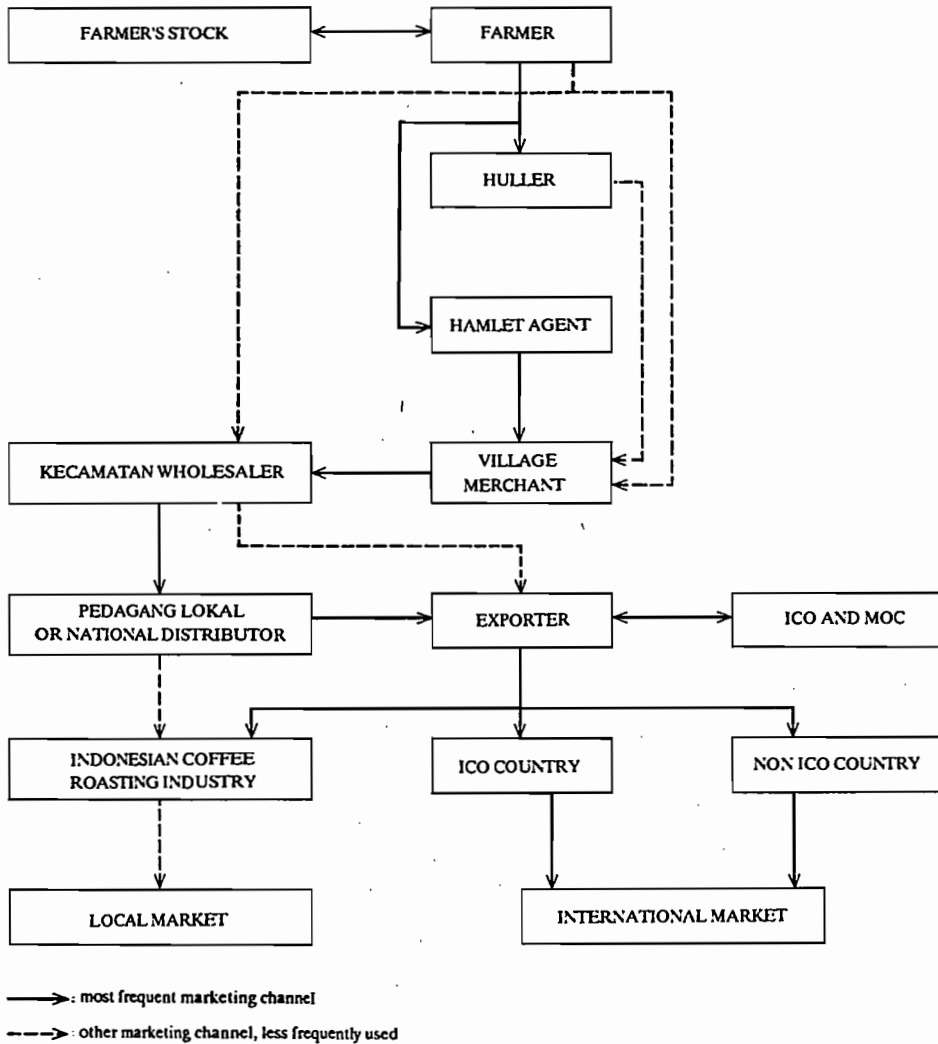 FARMER'S STOCK
FARMER
HULLER
HAMLET AGENT
KECAMATAN WHOLESALER
VILLAGE
MERCHANT
PEDAGANG LOKAL
OR NATIONAL DISTRIBUTOR
EXPORTER
ICO AND MOC
INDONESIAN COFFEE
ROASTING INDUSTRY
ICO COUNTRY
NON ICO COUNTRY
LOCAL MARKET
INTERNATIONAL MARKET
: most frequent marketing channel
: other marketing channel, less frequently used